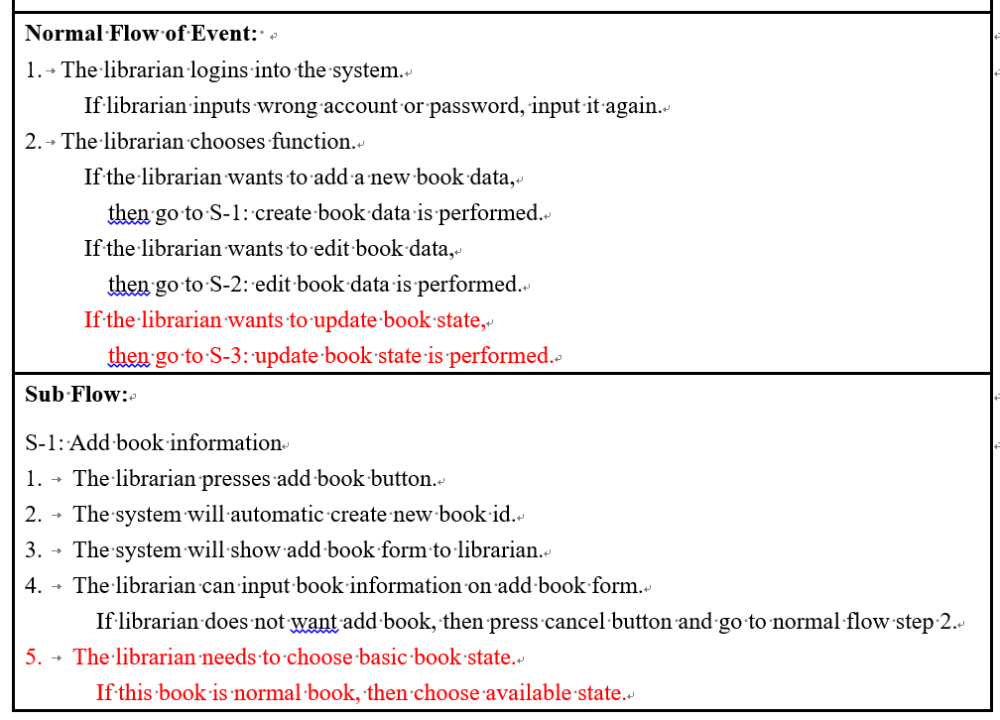 Normal Flow of Event:
1. The librarian logins into the system.
If librarian inputs wrong account or password, input it again.
2. The librarian chooses function.
If the librarian wants to add a new book data,
then go to S-1: create book data is performed.
If the librarian wants to edit book data,
then go to S-2: edit book data is performed.
If the librarian wants to update book state,
then go to S-3: update book state is performed.
Sub Flow:
S-1: Add book information
1. The librarian presses add book button.
2. The system will automatic create new book id.
3. The system will show add book form to librarian.
4. The librarian can input book information on add book form.
If librarian does not want add book, then press cancel button and go to normal flow step 2.
5. The librarian needs to choose basic book state.
If this book is normal book, then choose available state.